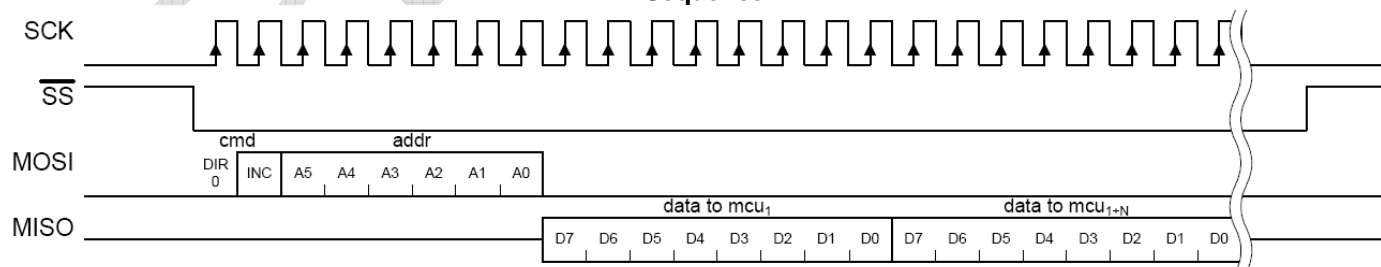 SCK
SS
cmd addr
MOSI DIR 0 INC A5 A4 A3 A2 A1 A0
data to mcu1 data to mcu1+N
MISO D7 D6 D5 D4 D3 D2 D1 D0 D7 D6 D5 D4 D3 D2 D1 D0